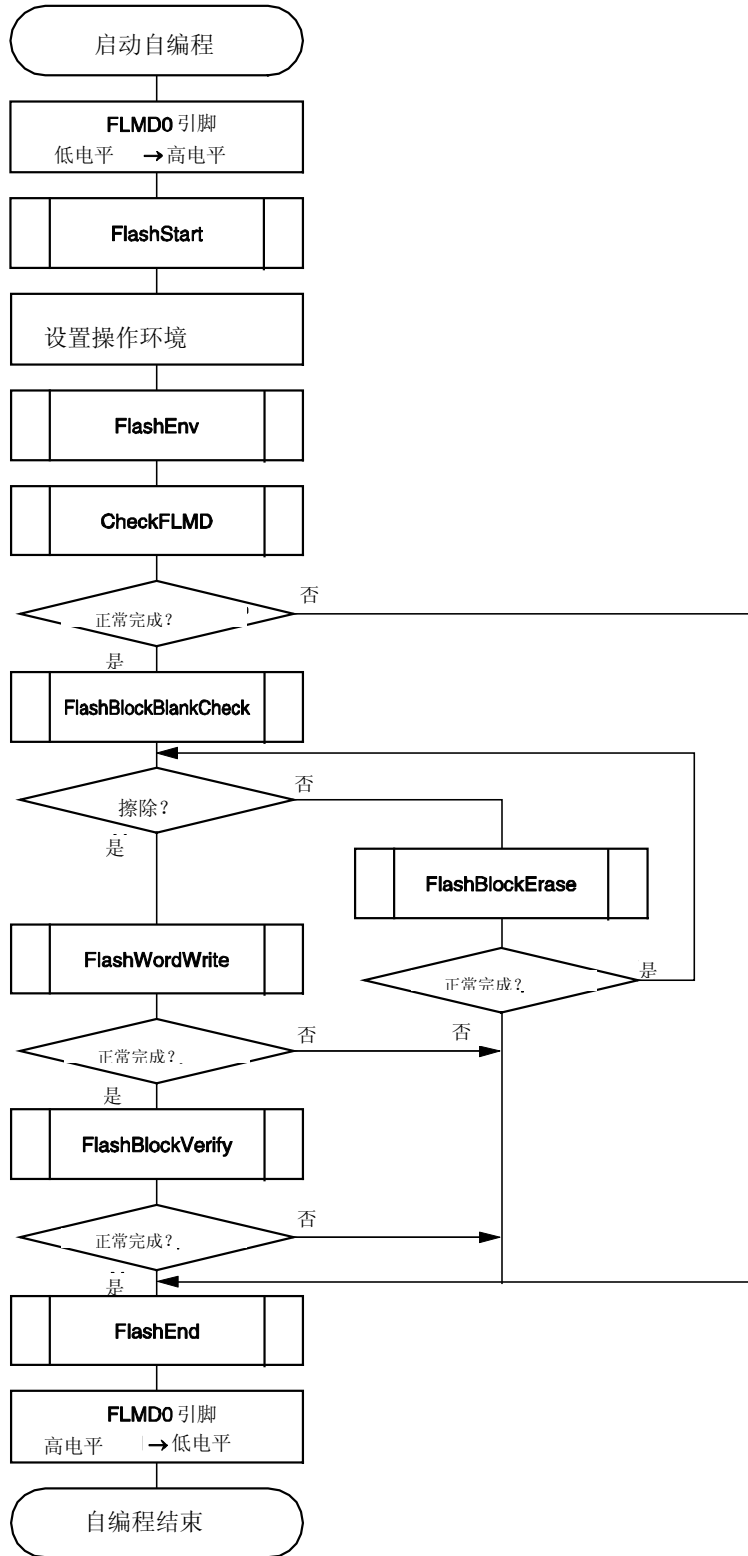 启动自编程
FLMD0 引脚
低电平 →高电平
FlashStart
设置操作环境
FlashEnv
CheckFLMD
否
正常完成?
是
FlashBlockBlankCheck
否
擦除?
是
FlashBlockErase
FlashWordWrite
是
正常完成?
否
否
正常完成?
是
FlashBlockVerify
否
正常完成?
是
FlashEnd
FLMD0 引脚
高电平 →低电平
自编程结束